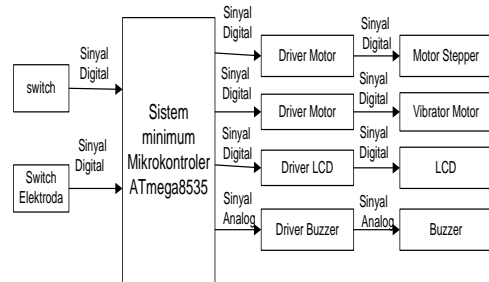 Sinyal
Digital
switch
Sinyal
Digital
Switch
Elektroda
Sistem
minimum
Mikrokontroler
ATmega8535
Sinyal
Digital
Driver Motor
Sinyal
Digital
Motor Stepper
Sinyal
Digital
Driver Motor
Sinyal
Digital
Vibrator Motor
Sinyal
Digital
Driver LCD
Sinyal
Digital
LCD
Sinyal
Analog
Driver Buzzer
Sinyal
Analog
Buzzer